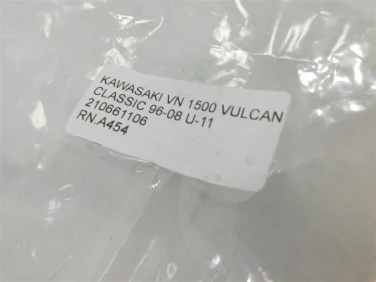 KAWASAKI VN 1500 VULCAN
CLASSIC 96-08 U-11
210661106
RN.A454